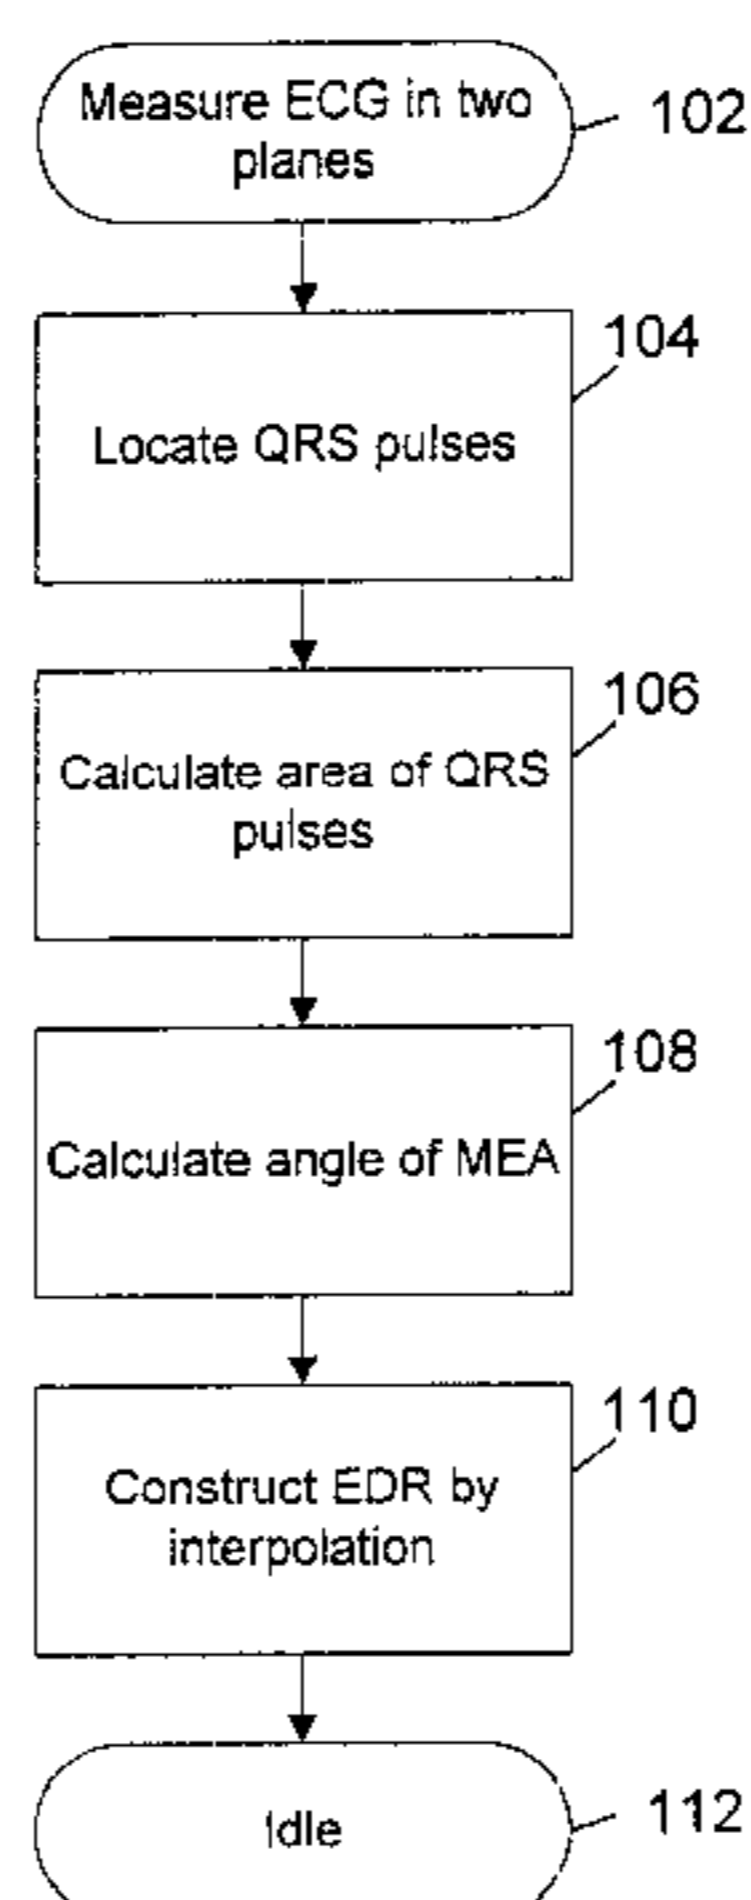 Measure ECG in two
planes
102
104
Locate QRS pulses
106
Calculate area of QRS
pulses
108
Calculate angle of MEA
110
Construct EDR by
interpolation
Idle
112